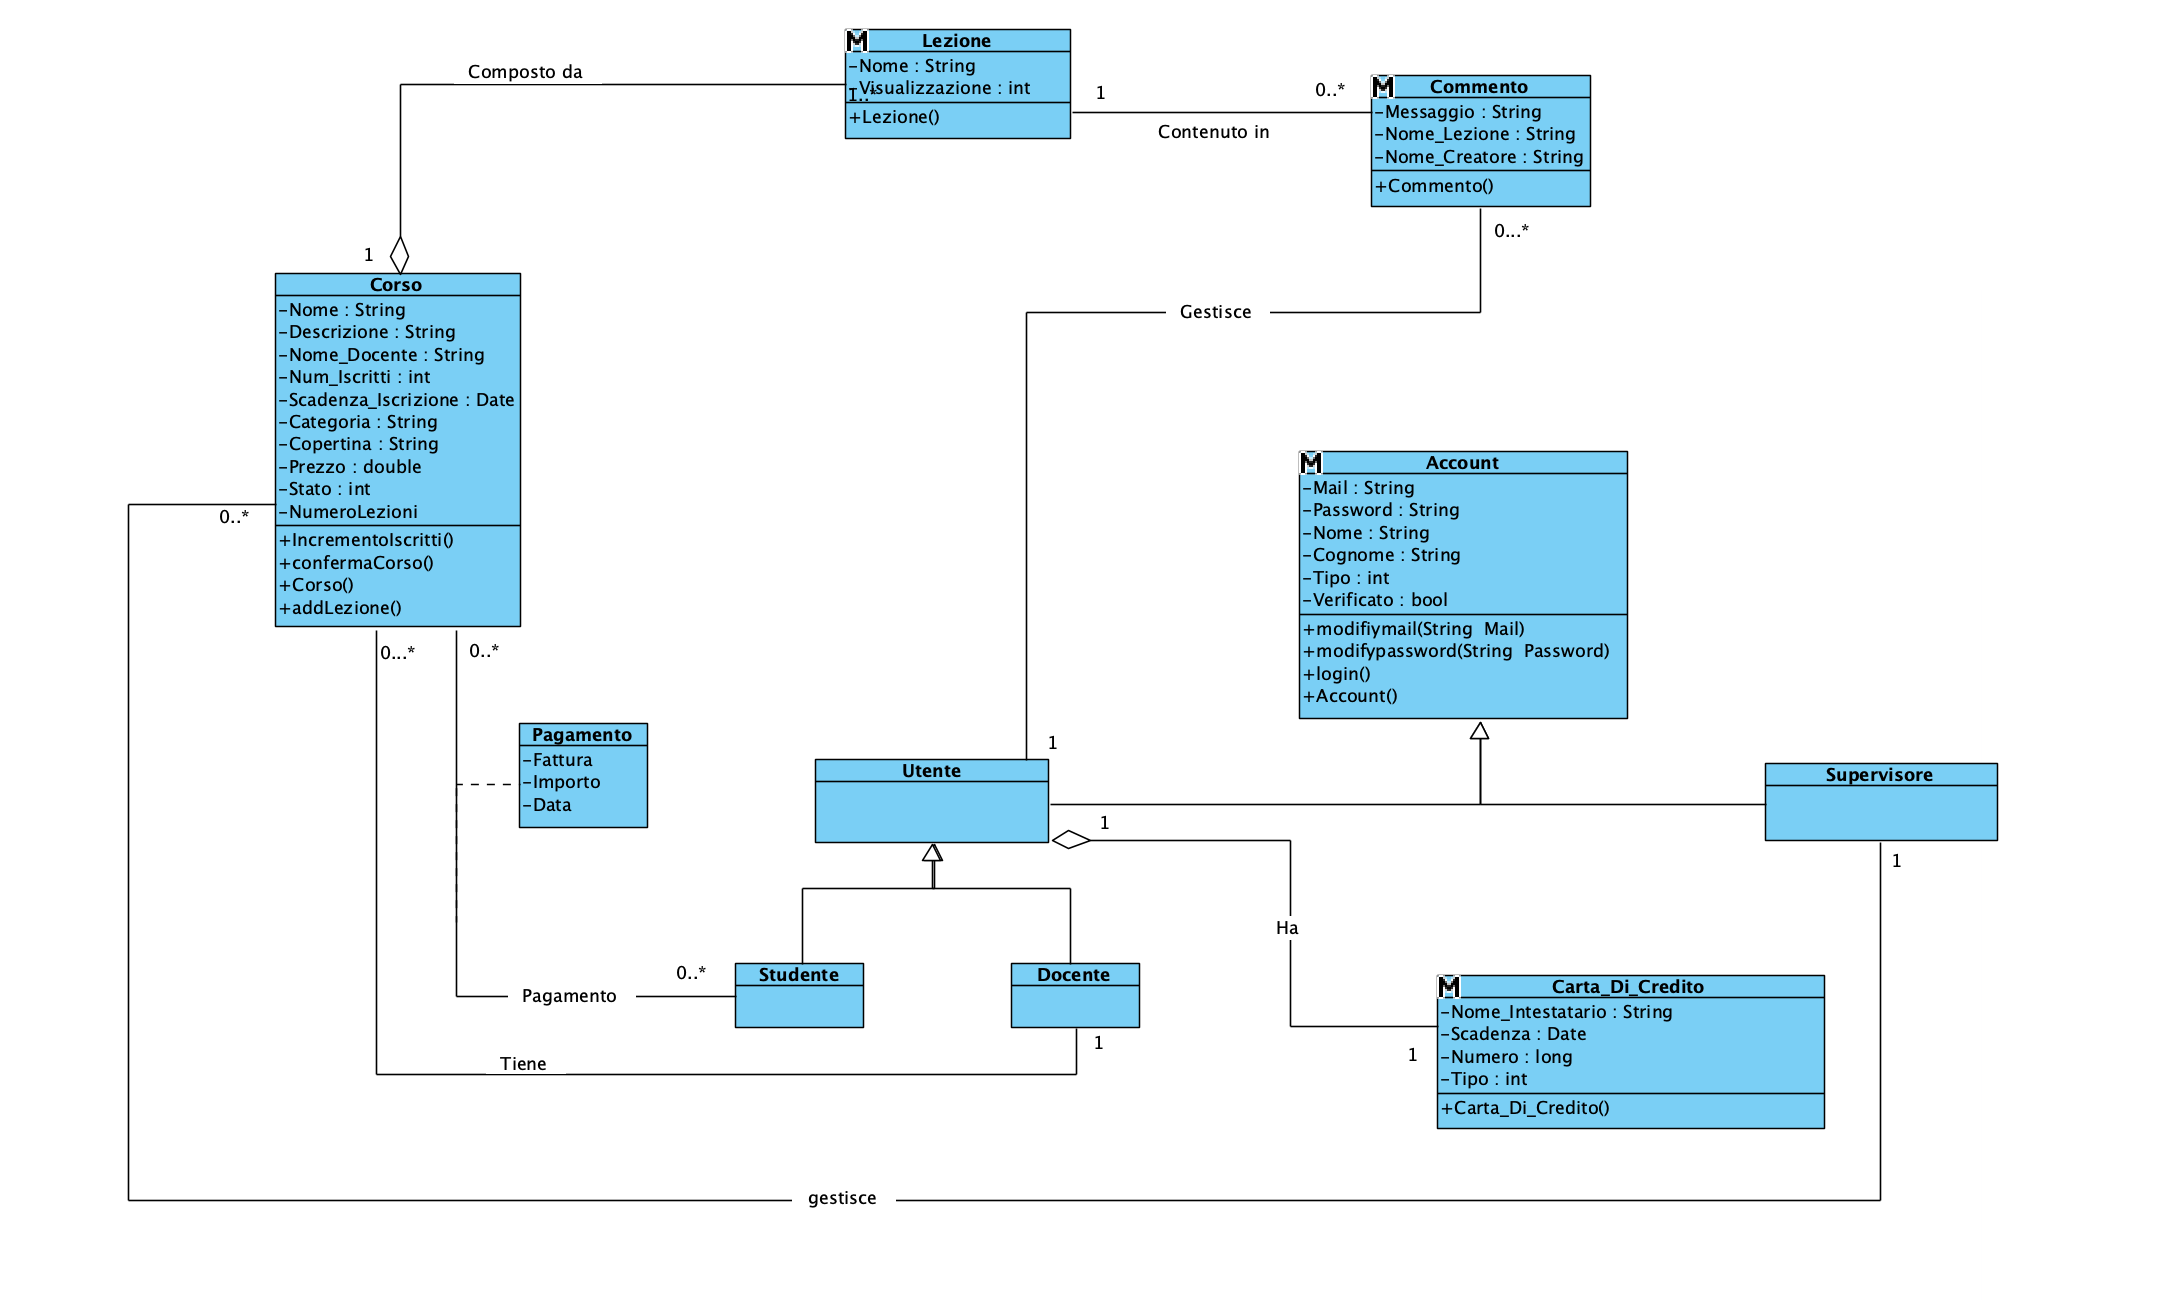 M Lezione
-Nome : String
-Visualizzazione : int
1..*
+Lezione()
Composto da
1
0..*
Contenuto in
M Commento
-Messaggio : String
-Nome_Lezione : String
-Nome_Creatore : String
+Commento()
0...*
Gestisce
1
1
Corso
-Nome : String
-Descrizione : String
-Nome_Docente : String
-Num_Iscritti : int
-Scadenza_Iscrizione : Date
-Categoria : String
-Copertina : String
-Prezzo : double
-Stato : int
-NumeroLezioni
+IncrementoIscritti()
+confermaCorso()
+Corso()
+addLezione()
0..*
0...*
0..*
M Account
-Mail : String
-Password : String
-Nome : String
-Cognome : String
-Tipo : int
-Verificato : bool
+modifiymail(String Mail)
+modifypassword(String Password)
+login()
+Account()
Pagamento
-Fattura
-Importo
-Data
Utente
1
Supervisore
1
Ha
Studente
0..*
Pagamento
Docente
1
Tiene
M Carta_Di_Credito
-Nome_Intestatario : String
-Scadenza : Date
-Numero : long
-Tipo : int
+Carta_Di_Credito()
1
gestisce